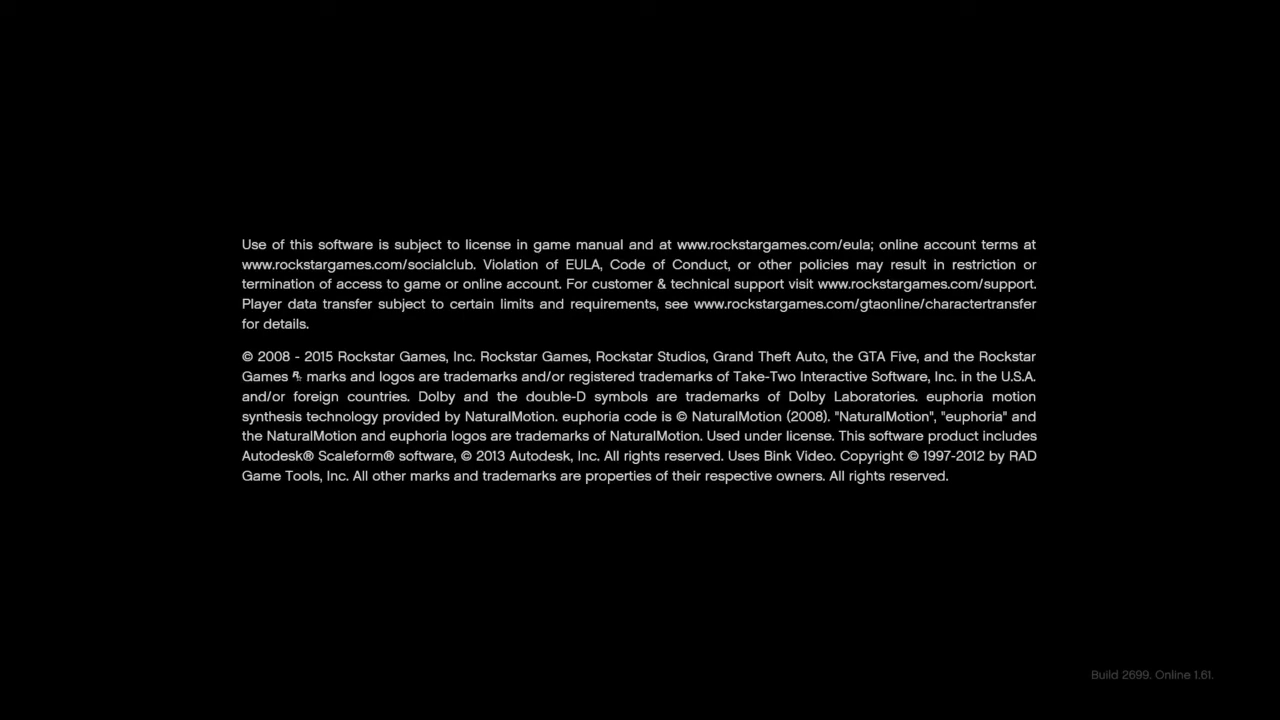 Use of this software is subject to license in game manual and at www.rockstargames.com/eula; online account terms at
www.rockstargames.com/socialclub. Violation of EULA, Code of Conduct, or other policies may result in restriction or
termination of access to game or online account. For customer & technical support visit www.rockstargames.com/support.
Player data transfer subject to certain limits and requirements, see www.rockstargames.com/gtaonline/charactertransfer
for details.
© 2008 - 2015 Rockstar Games, Inc. Rockstar Games, Rockstar Studios, Grand Theft Auto, the GTA Five, and the Rockstar
Games R* marks and logos are trademarks and/or registered trademarks of Take-Two Interactive Software, Inc. in the U.S.A.
and/or foreign countries. Dolby and the double-D symbols are trademarks of Dolby Laboratories. euphoria motion
synthesis technology provided by NaturalMotion. euphoria code is © NaturalMotion (2008). "NaturalMotion", "euphoria" and
the NaturalMotion and euphoria logos are trademarks of NaturalMotion. Used under license. This software product includes
Autodesk® Scaleform® software, © 2013 Autodesk, Inc. All rights reserved. Uses Bink Video. Copyright © 1997-2012 by RAD
Game Tools, Inc. All other marks and trademarks are properties of their respective owners. All rights reserved.
Build 2699. Online 1.61.